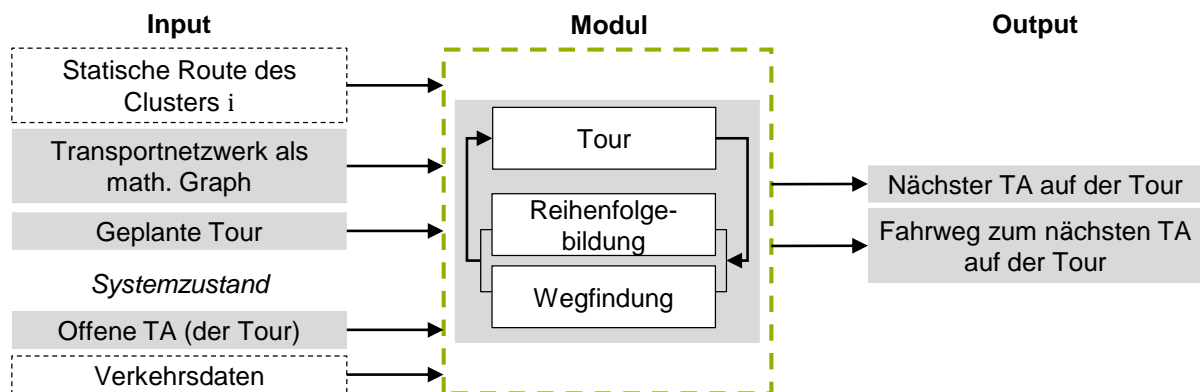 Input
Modul
Output
Statische Route des
Clusters i
Transportnetzwerk als
math. Graph
Geplante Tour
Systemzustand
Offene TA (der Tour)
Verkehrsdaten
Tour
Reihenfolge-
bildung
Wegfindung
Nächster TA auf der Tour
Fahrweg zum nächsten TA
auf der Tour